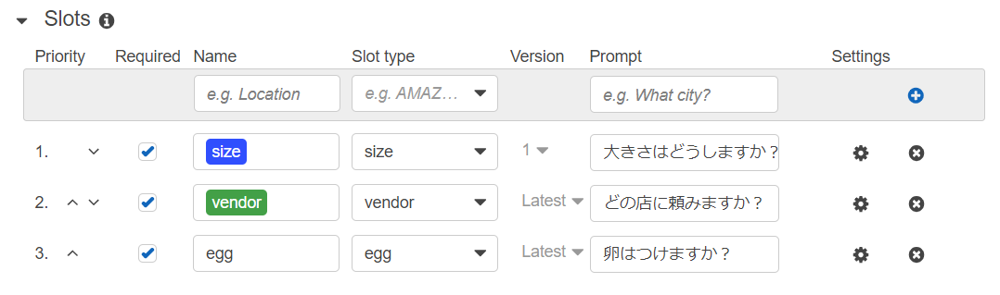 Slots
Priority Required Name Slot type Version Prompt Settings
e.g. Location e.g. AMAZ... e.g. What city?
1. size size 1 大きさはどうしますか?
2. vendor vendor Latest どの店に頼みますか?
3. egg egg Latest 卵はつけますか?